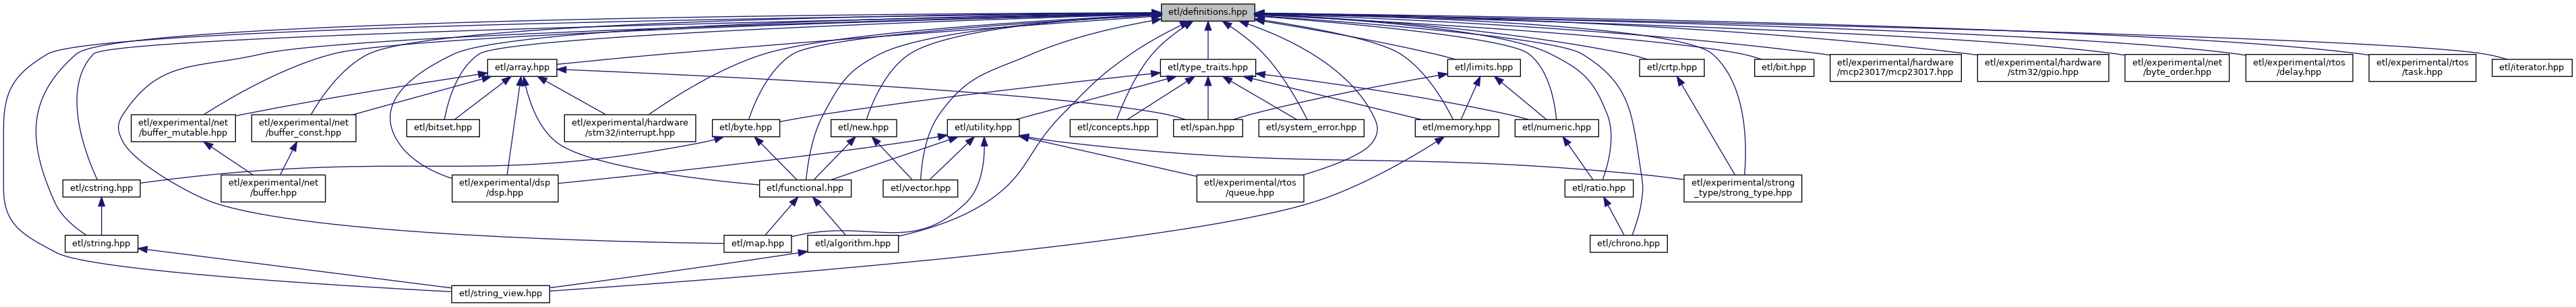 etl/definitions.hpp
etl/array.hpp
etl/type_traits.hpp
etl/limits.hpp
etl/crtp.hpp
etl/bit.hpp
etl/experimental/hardware
/mcp23017/mcp23017.hpp
etl/experimental/hardware
/stm32/gpio.hpp
etl/experimental/net
/byte_order.hpp
etl/experimental/rtos
/delay.hpp
etl/experimental/rtos
/task.hpp
etl/iterator.hpp
etl/experimental/net
/buffer_mutable.hpp
etl/experimental/net
/buffer_const.hpp
etl/bitset.hpp
etl/experimental/hardware
/stm32/interrupt.hpp
etl/byte.hpp
etl/new.hpp
etl/utility.hpp
etl/concepts.hpp
etl/span.hpp
etl/system_error.hpp
etl/memory.hpp
etl/numeric.hpp
etl/cstring.hpp
etl/experimental/net
/buffer.hpp
etl/experimental/dsp
/dsp.hpp
etl/functional.hpp
etl/vector.hpp
etl/experimental/rtos
/queue.hpp
etl/ratio.hpp
etl/experimental/strong
_type/strong_type.hpp
etl/string.hpp
etl/map.hpp
etl/algorithm.hpp
etl/chrono.hpp
etl/string_view.hpp